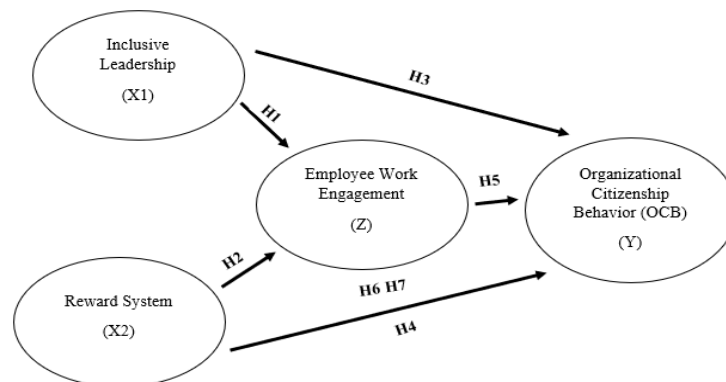 Inclusive
Leadership
(X1)
H3
H1
Employee Work
Engagement
(Z)
H5
Organizational
Citizenship
Behavior (OCB)
(Y)
H2
H6 H7
Reward System
(X2)
H4